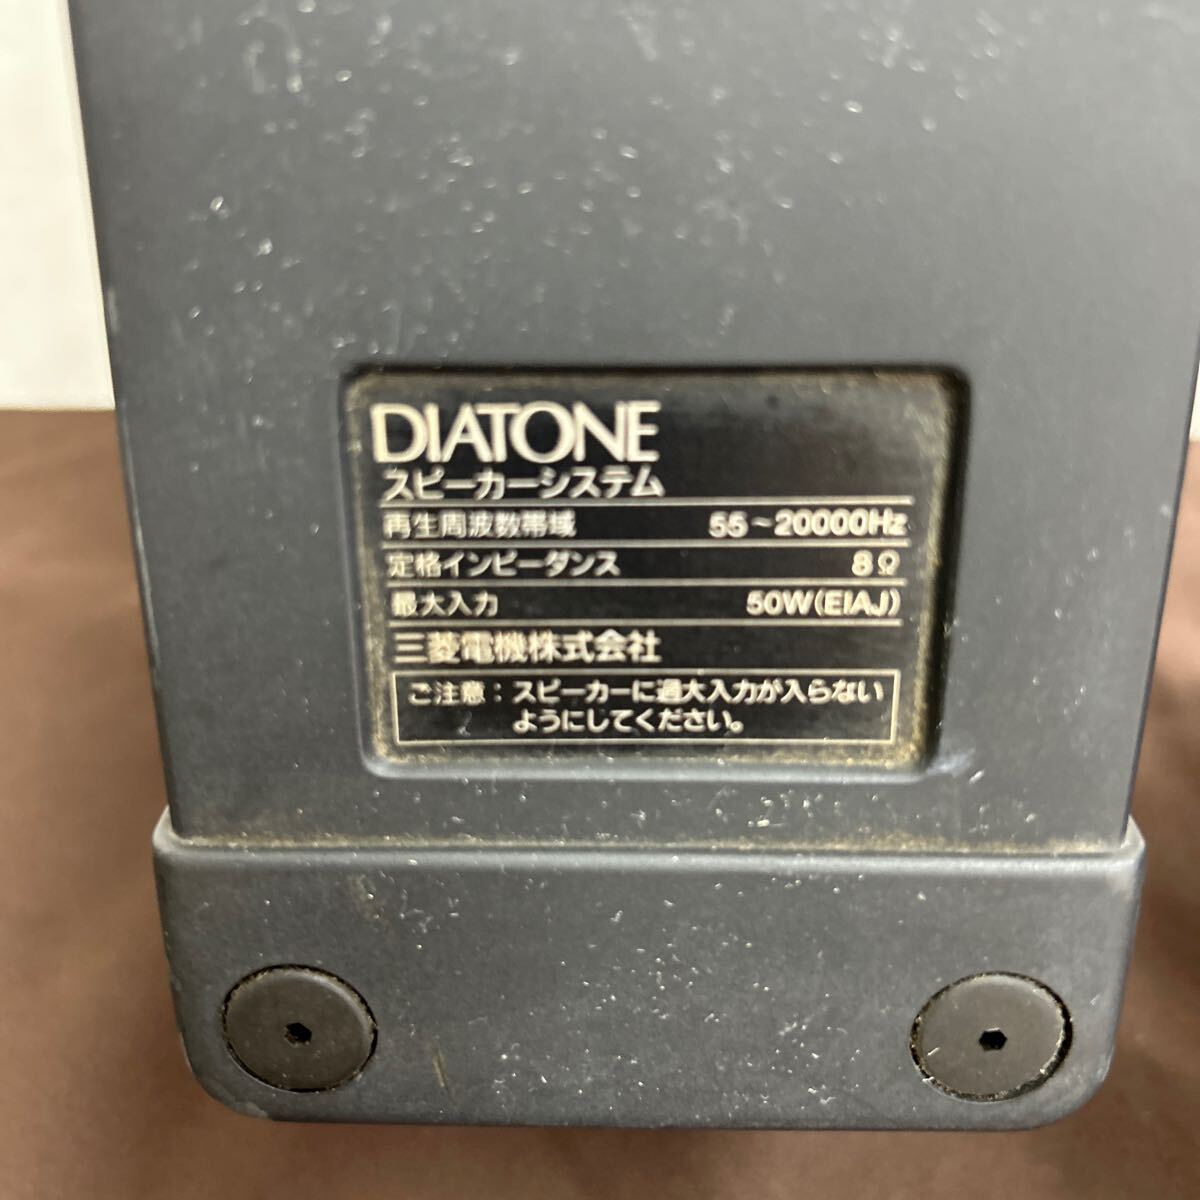 DIATONE
スピーカーシステム
再生周波数帯域 55~20000Hz
定格インピーダンス 8Ω
最大入力 50W(EIAJ)
三菱電機株式会社
ご注意:スピーカーに過大入力が入らない
ようにしてください。